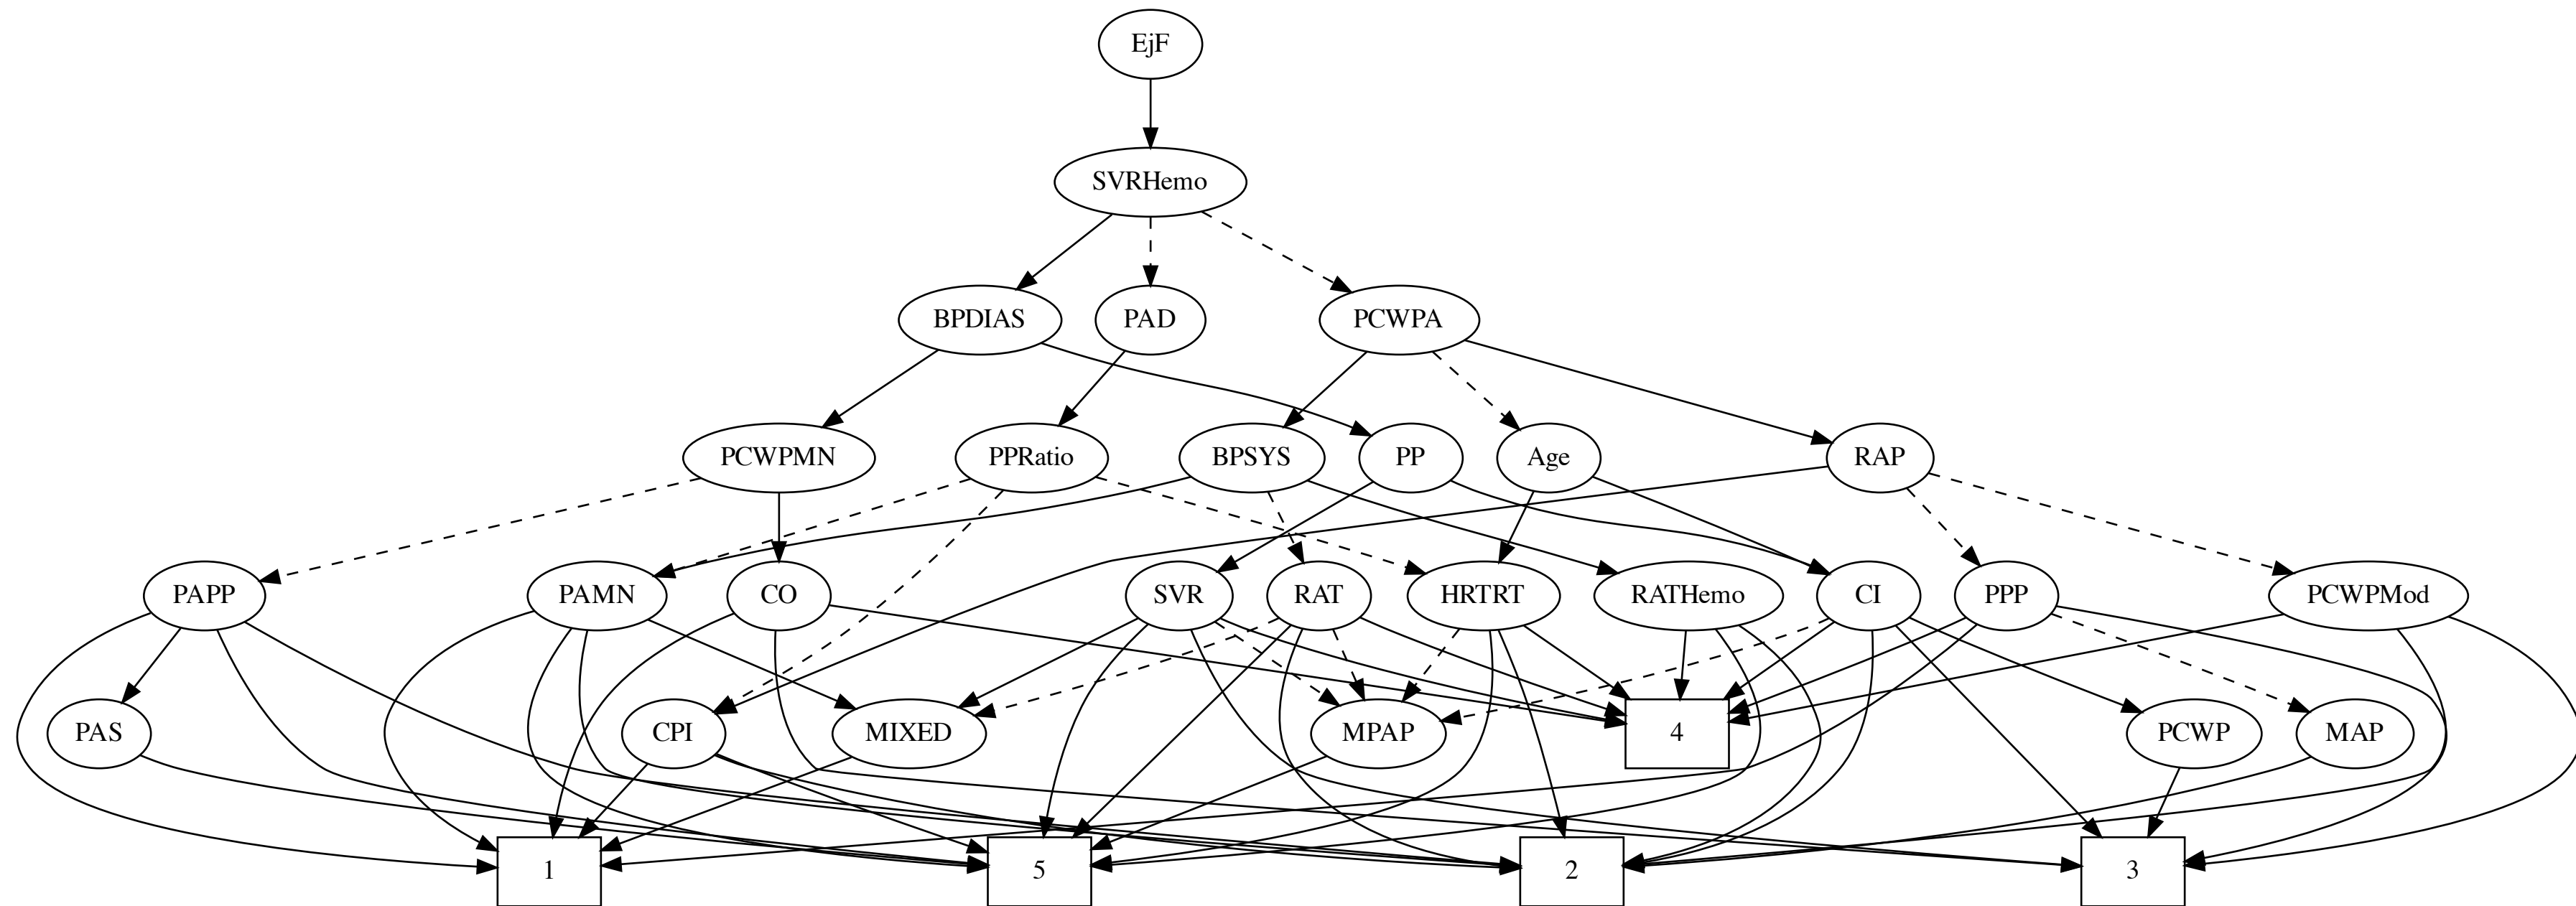 EjF
SVRHemo
BPDIAS PAD PCWPA
PCWPMN PPRatio BPSYS PP Age RAP
PAPP PAMN CO SVR RAT HRTRT RATHemo CI PPP PCWPMod
PAS CPI MIXED MPAP 4 PCWP MAP
1 5 2 3